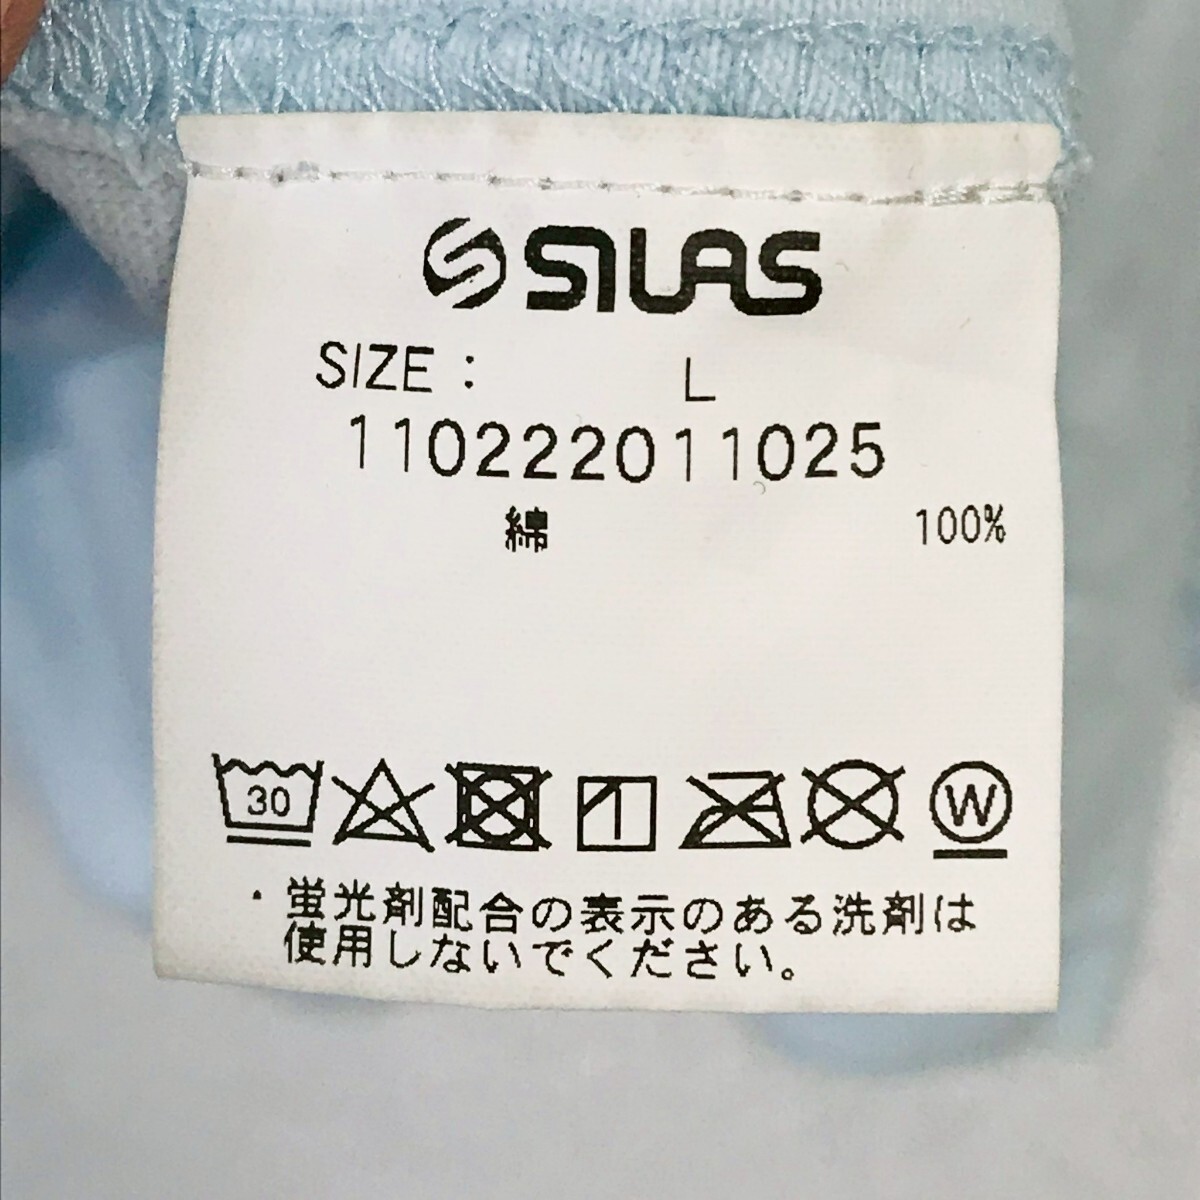 SILAS
SIZE : L
110222011025
綿 100%
30 W
・蛍光剤配合の表示のある洗剤は
使用しないでください。